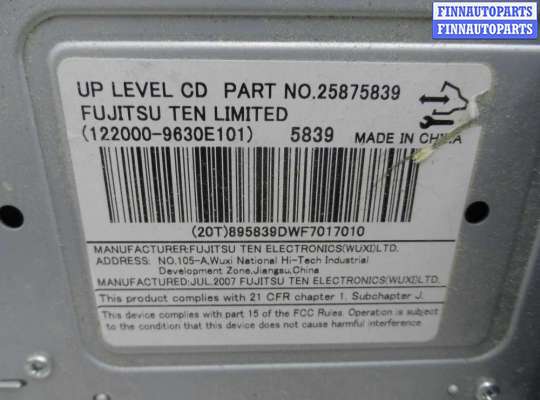 FINNAUTOPARTS
FINNAUTOPARTS
UP LEVEL CD PART NO.25875839
FUJITSU TEN LIMITED
(122000-9630E101) 5839 MADE IN CHINA
(20T)895839DWF7017010
MANUFACTURER:FUJITSU TEN ELECTRONICS(WUXI)LTD.
ADDRESS: NO.105-A,Wuxi National Hi-Tech Industrial
Development Zone,Jiangsu,China
MANUFACTURED:JUL.2007 FUJITSU TEN ELECTRONICS(WUXI)LTD.
This product complies with 21 CFR chapter 1, Subchapter J.
This device complies with part 15 of the FCC Rules. Operation is subject
to the condition that this device does not cause harmful interference.